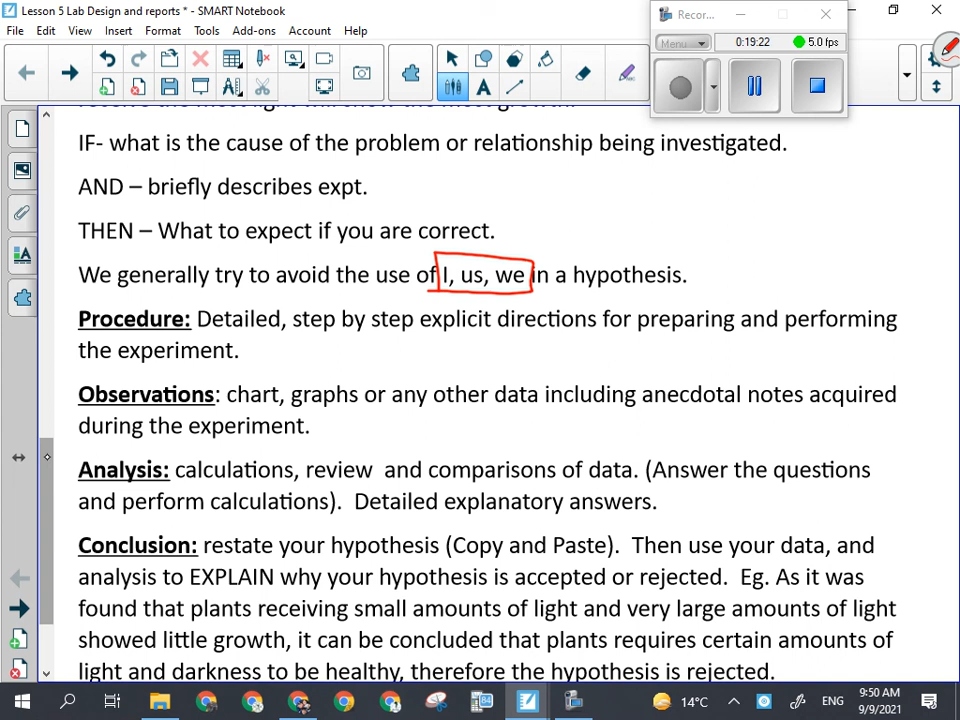 Lesson 5 Lab Design and reports * - SMART Notebook
Recor...
File Edit View Insert Format Tools Add-ons Account Help
Menu 0:19:22 5.0 fps
IF- what is the cause of the problem or relationship being investigated.
AND – briefly describes expt.
THEN – What to expect if you are correct.
We generally try to avoid the use of I, us, we in a hypothesis.
Procedure: Detailed, step by step explicit directions for preparing and performing
the experiment.
Observations: chart, graphs or any other data including anecdotal notes acquired
during the experiment.
Analysis: calculations, review and comparisons of data. (Answer the questions
and perform calculations). Detailed explanatory answers.
Conclusion: restate your hypothesis (Copy and Paste). Then use your data, and
analysis to EXPLAIN why your hypothesis is accepted or rejected. Eg. As it was
found that plants receiving small amounts of light and very large amounts of light
showed little growth, it can be concluded that plants requires certain amounts of
light and darkness to be healthy, therefore the hypothesis is rejected.
14°C ENG 9:50 AM
9/9/2021